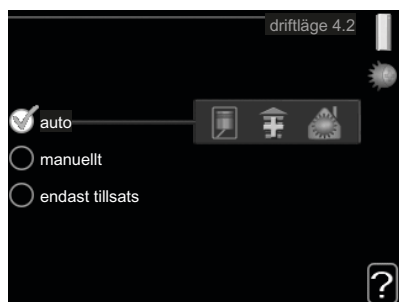 driftläge 4.2
auto
manuellt
endast tillsats
?